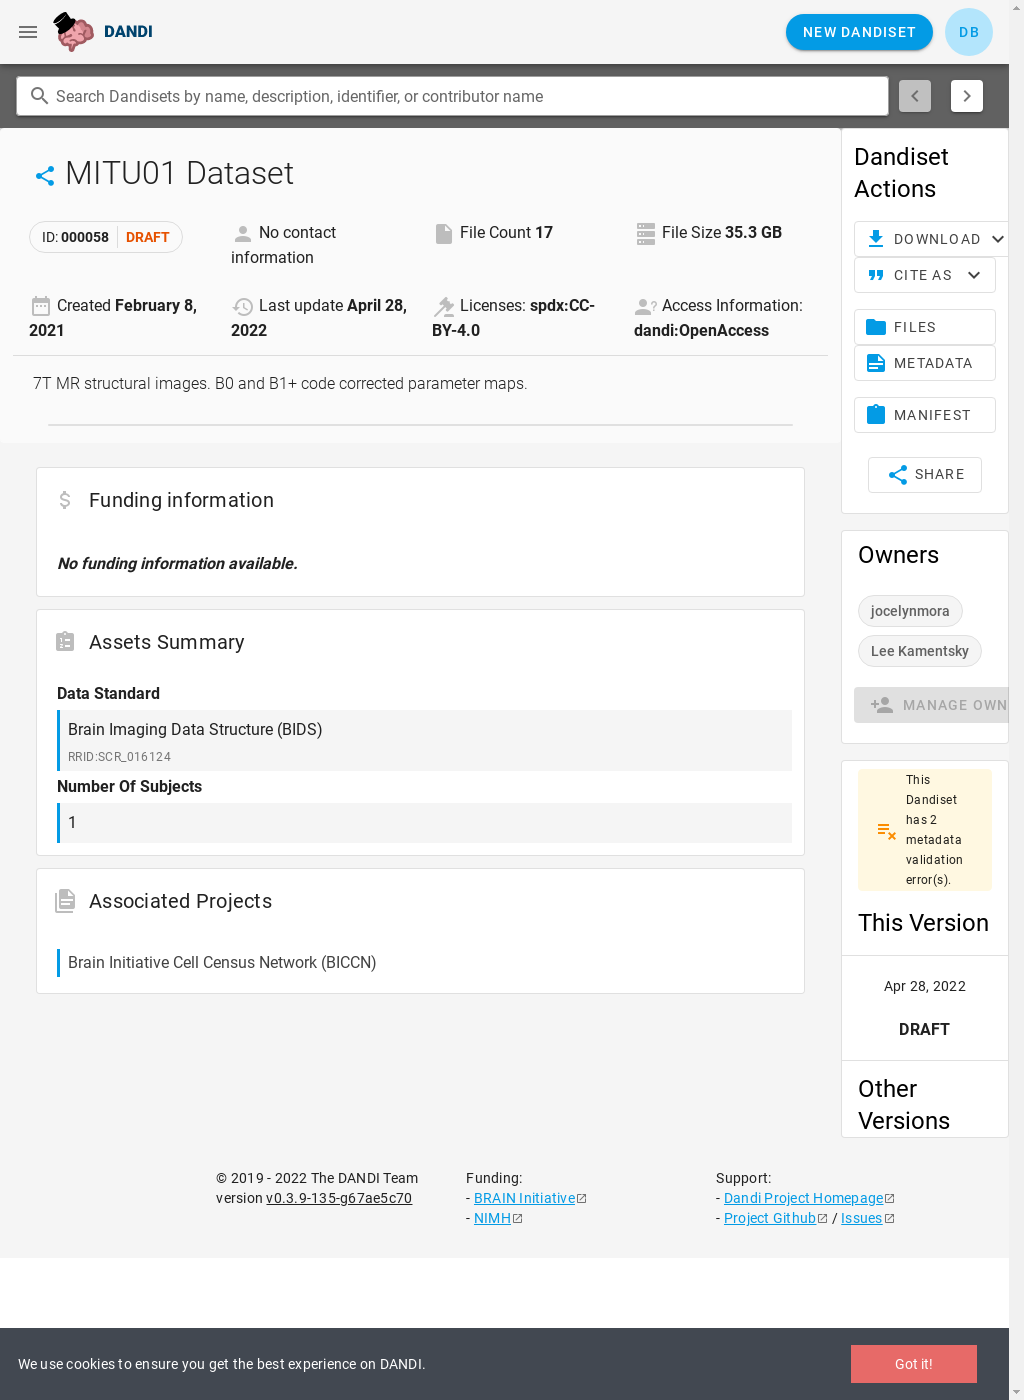 DANDI
NEW DANDISET
DB
Search Dandisets by name, description, identifier, or contributor name
MITU01 Dataset
ID: 000058 DRAFT
No contact
information
File Count 17
File Size 35.3 GB
Created February 8,
2021
Last update April 28,
2022
Licenses: spdx:CC-
BY-4.0
Access Information:
dandi:OpenAccess
7T MR structural images. B0 and B1+ code corrected parameter maps.
Funding information
No funding information available.
Assets Summary
Data Standard
Brain Imaging Data Structure (BIDS)
RRID:SCR_016124
Number Of Subjects
1
Associated Projects
Brain Initiative Cell Census Network (BICCN)
Dandiset
Actions
DOWNLOAD
CITE AS
FILES
METADATA
MANIFEST
SHARE
Owners
jocelynmora
Lee Kamentsky
MANAGE OWN
This
Dandiset
has 2
metadata
validation
error(s).
This Version
Apr 28, 2022
DRAFT
Other
Versions
© 2019 - 2022 The DANDI Team
version v0.3.9-135-g67ae5c70
Funding:
- BRAIN Initiative
- NIMH
Support:
- Dandi Project Homepage
- Project Github / Issues
We use cookies to ensure you get the best experience on DANDI.
Got it!